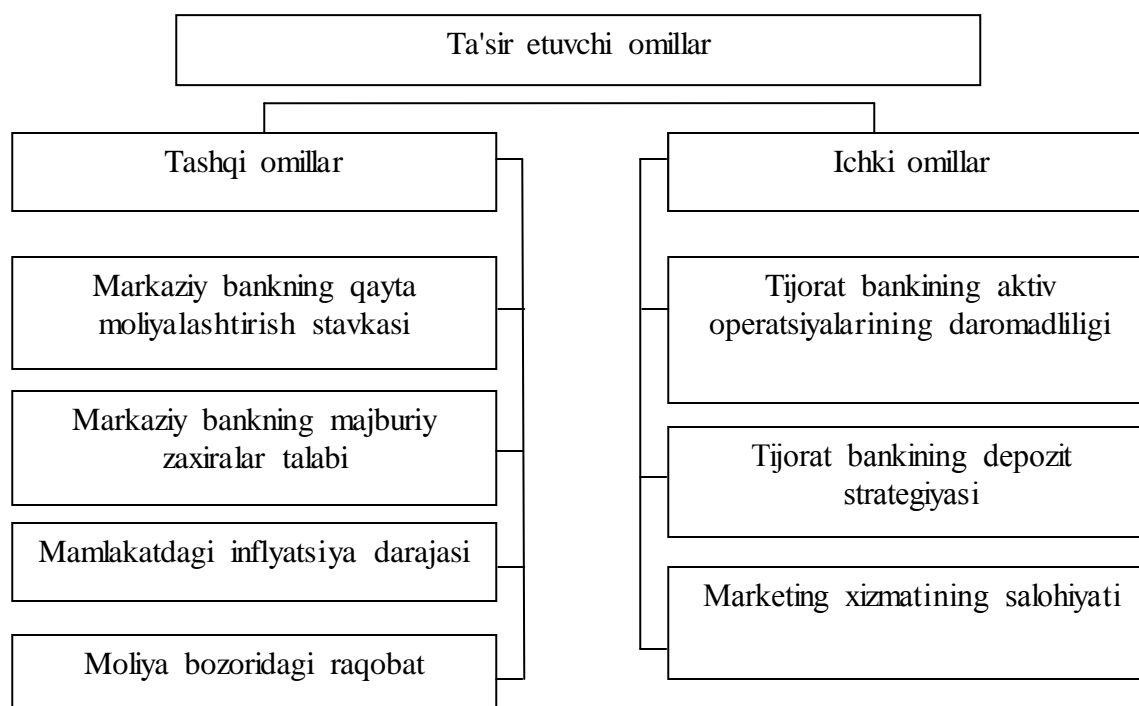 Ta'sir etuvchi omillar
Tashqi omillar
Markaziy bankning qayta
moliyalashtirish stavkasi
Markaziy bankning majburiy
zaxiralar talabi
Mamlakatdagi inflyatsiya darajasi
Moliya bozoridagi raqobat
Ichki omillar
Tijorat bankining aktiv
operatsiyalarining daromadliligi
Tijorat bankining depozit
strategiyasi
Marketing xizmatining salohiyati